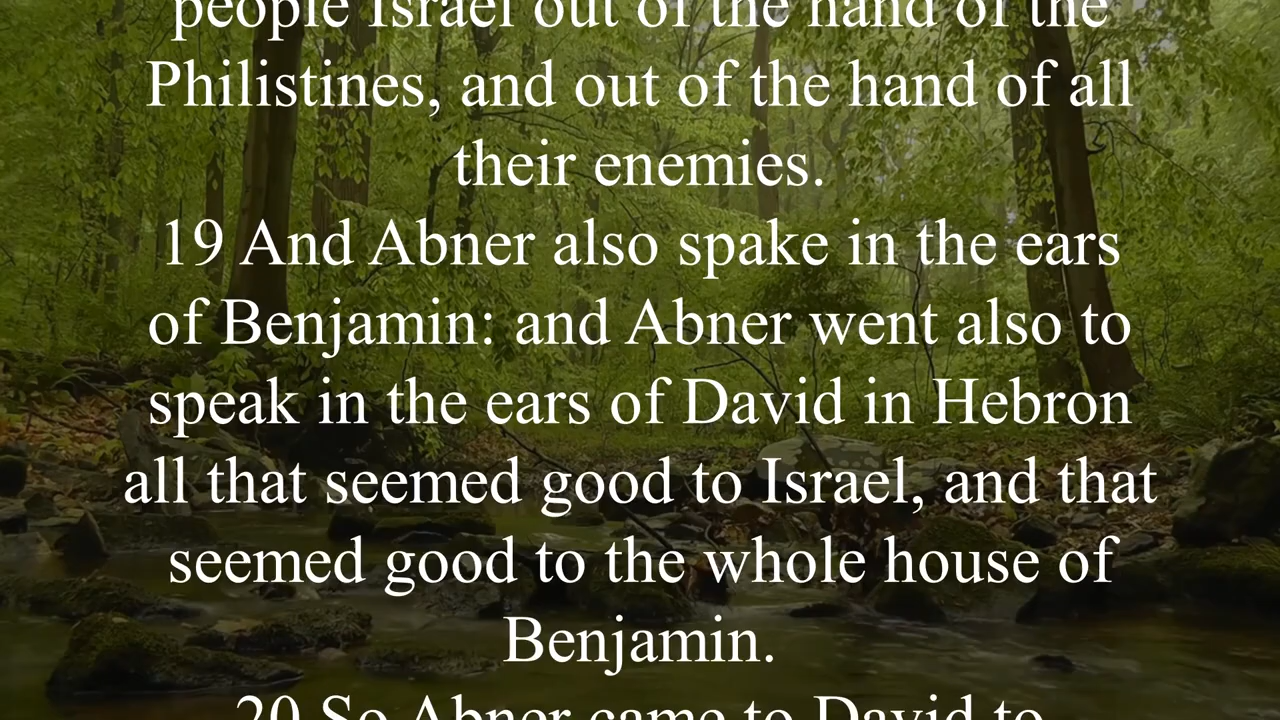 people Israel out of the hand of the
Philistines, and out of the hand of all
their enemies.
19 And Abner also spake in the ears
of Benjamin: and Abner went also to
speak in the ears of David in Hebron
all that seemed good to Israel, and that
seemed good to the whole house of
Benjamin.
20 So Abner came to David to